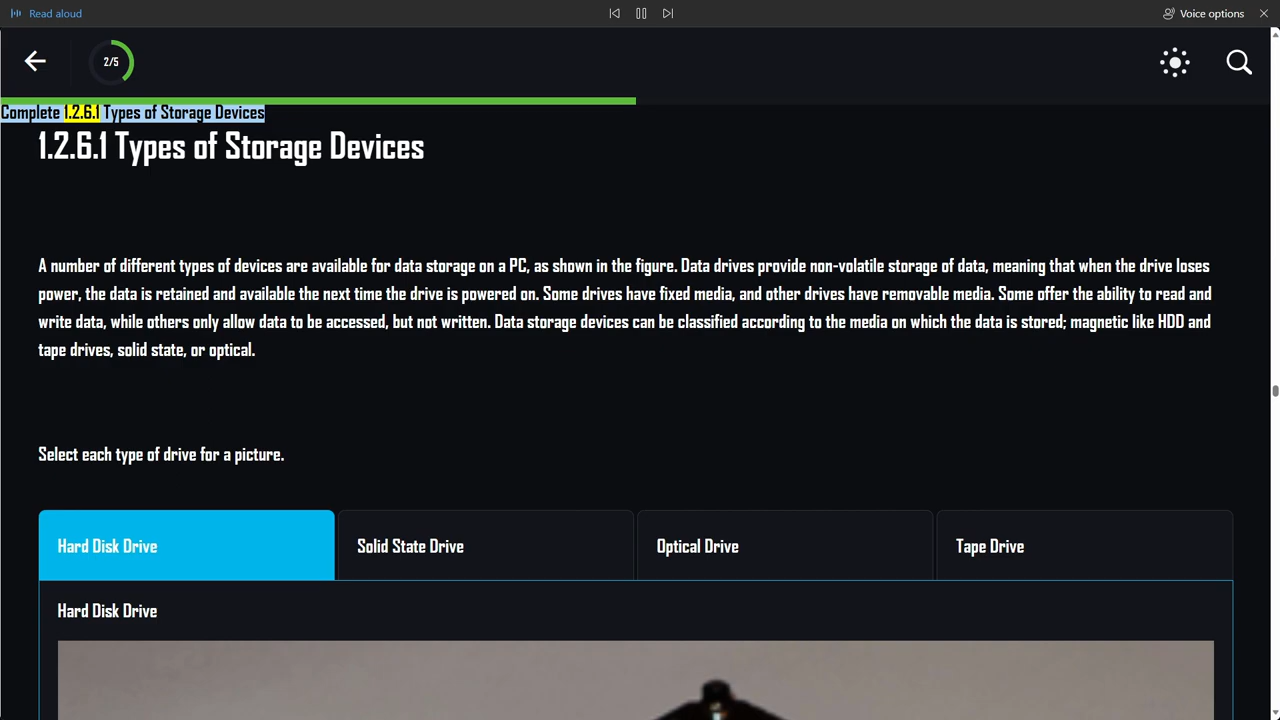 Read aloud
Voice options
2/5
Complete 1.2.6.1 Types of Storage Devices
1.2.6.1 Types of Storage Devices
A number of different types of devices are available for data storage on a PC, as shown in the figure. Data drives provide non-volatile storage of data, meaning that when the drive loses
power, the data is retained and available the next time the drive is powered on. Some drives have fixed media, and other drives have removable media. Some offer the ability to read and
write data, while others only allow data to be accessed, but not written. Data storage devices can be classified according to the media on which the data is stored; magnetic like HDD and
tape drives, solid state, or optical.
Select each type of drive for a picture.
Hard Disk Drive
Solid State Drive
Optical Drive
Tape Drive
Hard Disk Drive